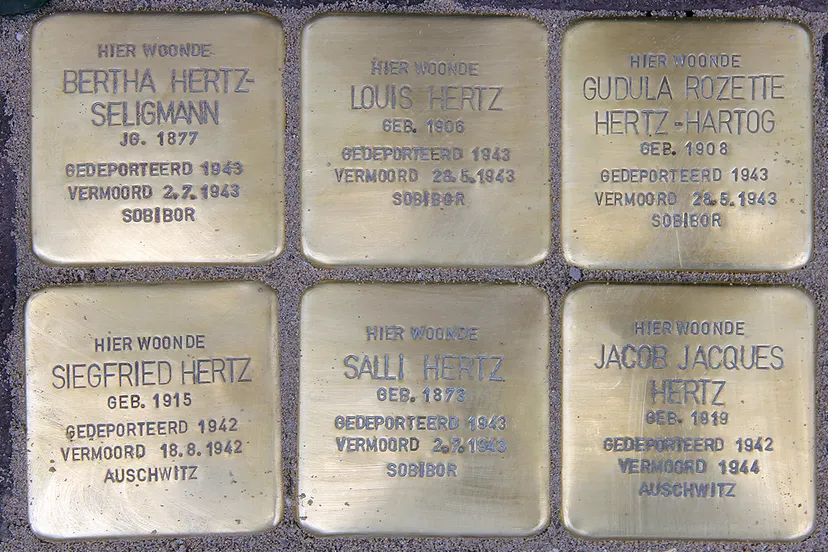 HIER WOONDE
BERTHA HERTZ-
SELIGMANN
JG. 1877
GEDEPORTEERD 1943
VERMOORD 2.7.1943
SOBIBOR
HIER WOONDE
LOUIS HERTZ
GEB. 1906
GEDEPORTEERD 1943
VERMOORD 28.5.1943
SOBIBOR
HIER WOONDE
GUDULA ROZETTE
HERTZ-HARTOG
GEB. 1908
GEDEPORTEERD 1943
VERMOORD 28.5.1943
SOBIBOR
HIER WOONDE
SIEGFRIED HERTZ
GEB. 1915
GEDEPORTEERD 1942
VERMOORD 18.8.1942
AUSCHWITZ
HIER WOONDE
SALLI HERTZ
GEB. 1873
GEDEPORTEERD 1943
VERMOORD 2.7.1943
SOBIBOR
HIER WOONDE
JACOB JACQUES
HERTZ
GEB. 1919
GEDEPORTEERD 1942
VERMOORD 1944
AUSCHWITZ